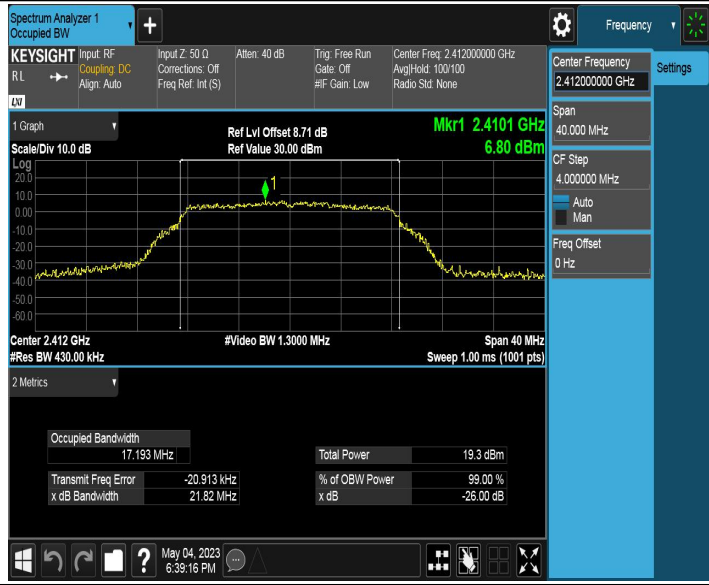 Spectrum Analyzer 1
Occupied BW
Frequency
KEYSIGHT
RL
LXI
Input: RF
Coupling: DC
Align: Auto
Input Z: 50 Ω
Corrections: Off
Freq Ref: Int (S)
Atten: 40 dB
Trig: Free Run
Gate: Off
#IF Gain: Low
Center Freq: 2.412000000 GHz
Avg|Hold: 100/100
Radio Std: None
Center Frequency
2.412000000 GHz
Settings
Span
40.000 MHz
CF Step
4.000000 MHz
Auto
Man
Freq Offset
0 Hz
1 Graph
Scale/Div 10.0 dB
Ref Lvl Offset 8.71 dB
Ref Value 30.00 dBm
Mkr1 2.4101 GHz
6.80 dBm
Log
20.0
10.0
0.00
-10.0
-20.0
-30.0
-40.0
-50.0
-60.0
1
Center 2.412 GHz
#Res BW 430.00 kHz
#Video BW 1.3000 MHz
Span 40 MHz
Sweep 1.00 ms (1001 pts)
2 Metrics
Occupied Bandwidth
17.193 MHz
Total Power 19.3 dBm
Transmit Freq Error -20.913 kHz
% of OBW Power 99.00 %
x dB Bandwidth 21.82 MHz
x dB -26.00 dB
?
May 04, 2023
6:39:16 PM